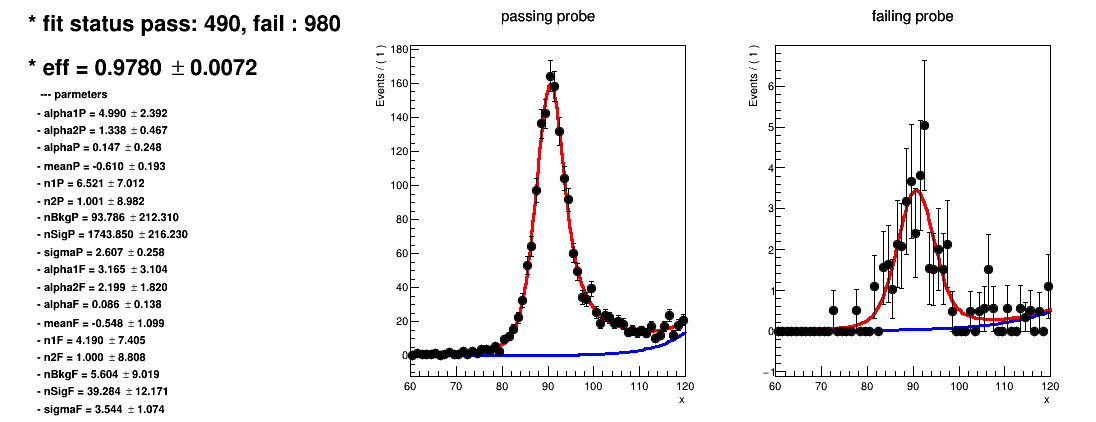 * fit status pass: 490, fail : 980
* eff = 0.9780 ± 0.0072
--- parmeters
- alpha1P = 4.990 ± 2.392
- alpha2P = 1.338 ± 0.467
- alphaP = 0.147 ± 0.248
- meanP = -0.610 ± 0.193
- n1P = 6.521 ± 7.012
- n2P = 1.001 ± 8.982
- nBkgP = 93.786 ± 212.310
- nSigP = 1743.850 ± 216.230
- sigmaP = 2.607 ± 0.258
- alpha1F = 3.165 ± 3.104
- alpha2F = 2.199 ± 1.820
- alphaF = 0.086 ± 0.138
- meanF = -0.548 ± 1.099
- n1F = 4.190 ± 7.405
- n2F = 1.000 ± 8.808
- nBkgF = 5.604 ± 9.019
- nSigF = 39.284 ± 12.171
- sigmaF = 3.544 ± 1.074
passing probe
Events / ( 1 )
180
160
140
120
100
80
60
40
20
0
60 70 80 90 100 110 120
x
failing probe
Events / ( 1 )
6
5
4
3
2
1
0
−1
60 70 80 90 100 110 120
x